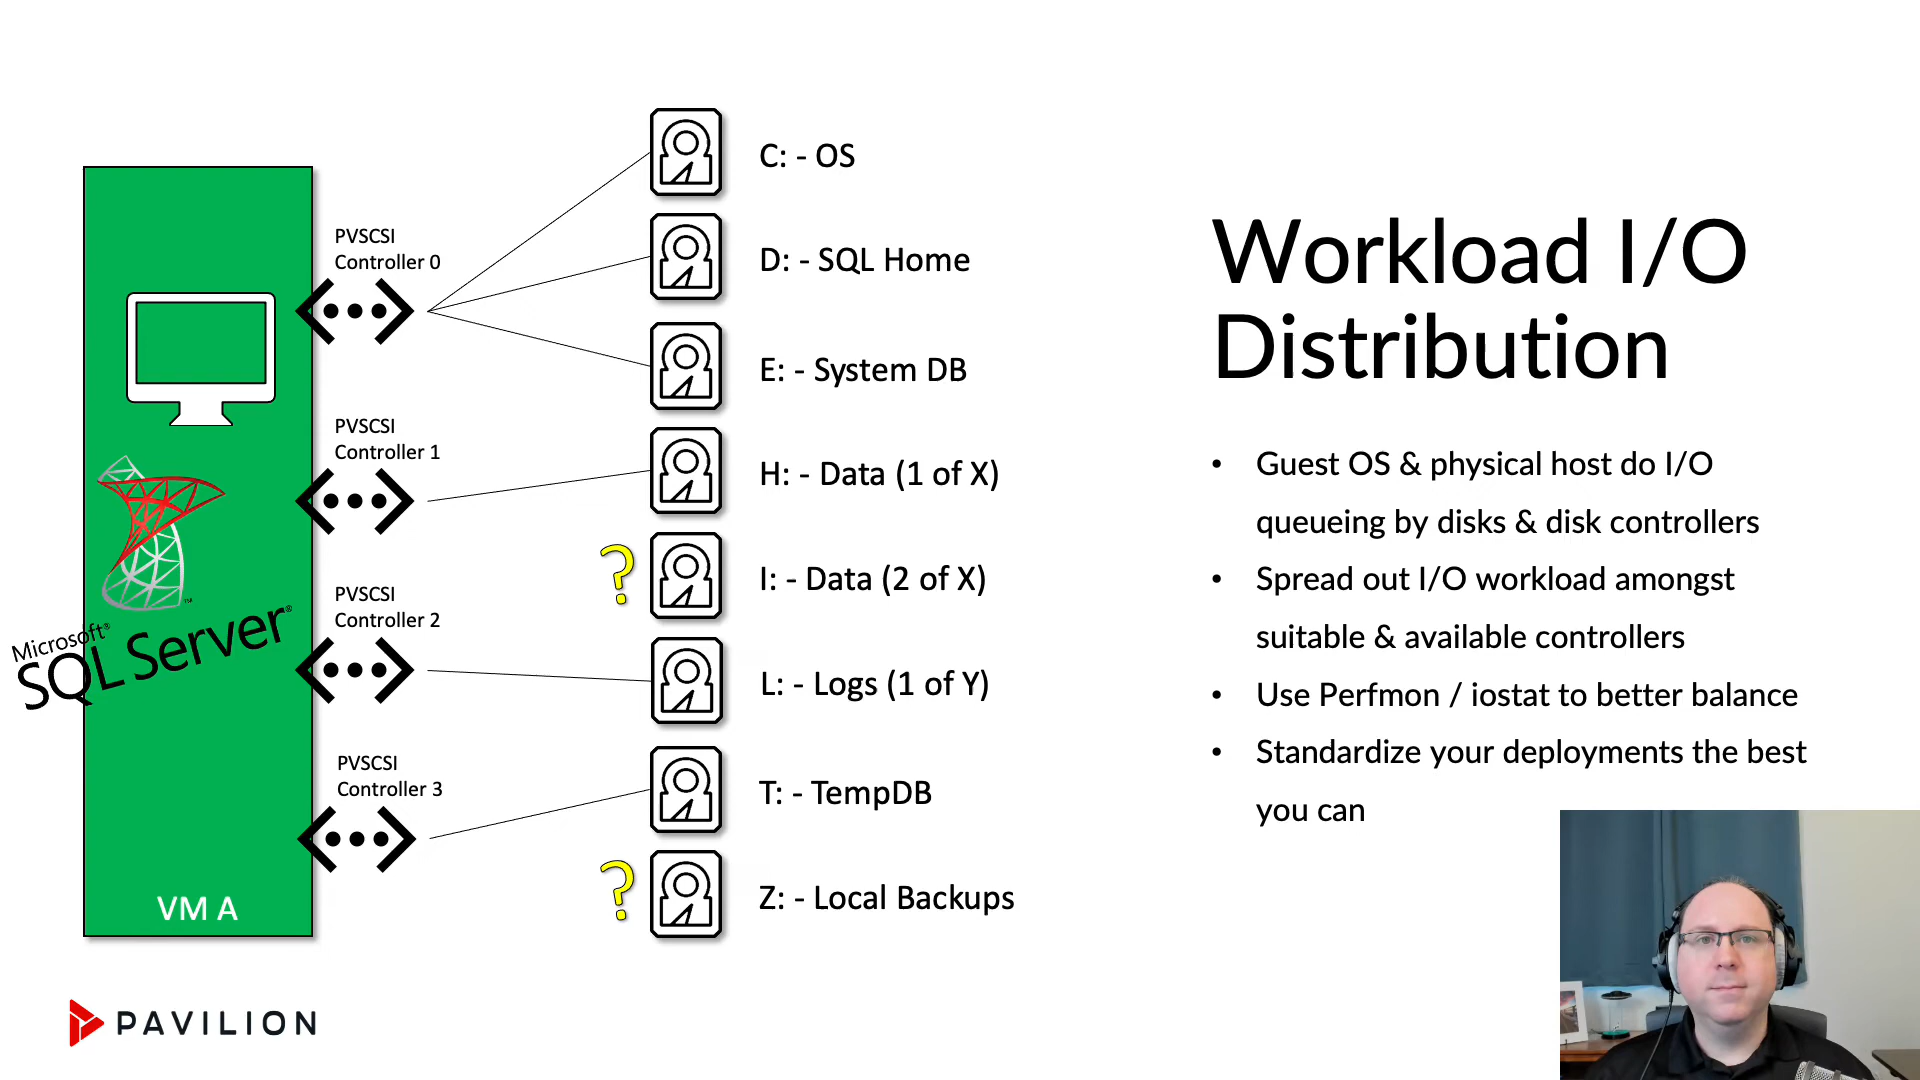 C: - OS
D: - SQL Home
E: - System DB
H: - Data (1 of X)
?
I: - Data (2 of X)
L: - Logs (1 of Y)
T: - TempDB
?
Z: - Local Backups
PVSCSI
Controller 0
PVSCSI
Controller 1
PVSCSI
Controller 2
PVSCSI
Controller 3
Microsoft®
SQL Server®
™
VM A
PAVILION
Workload I/O
Distribution
• Guest OS & physical host do I/O
queueing by disks & disk controllers
• Spread out I/O workload amongst
suitable & available controllers
• Use Perfmon / iostat to better balance
• Standardize your deployments the best
you can